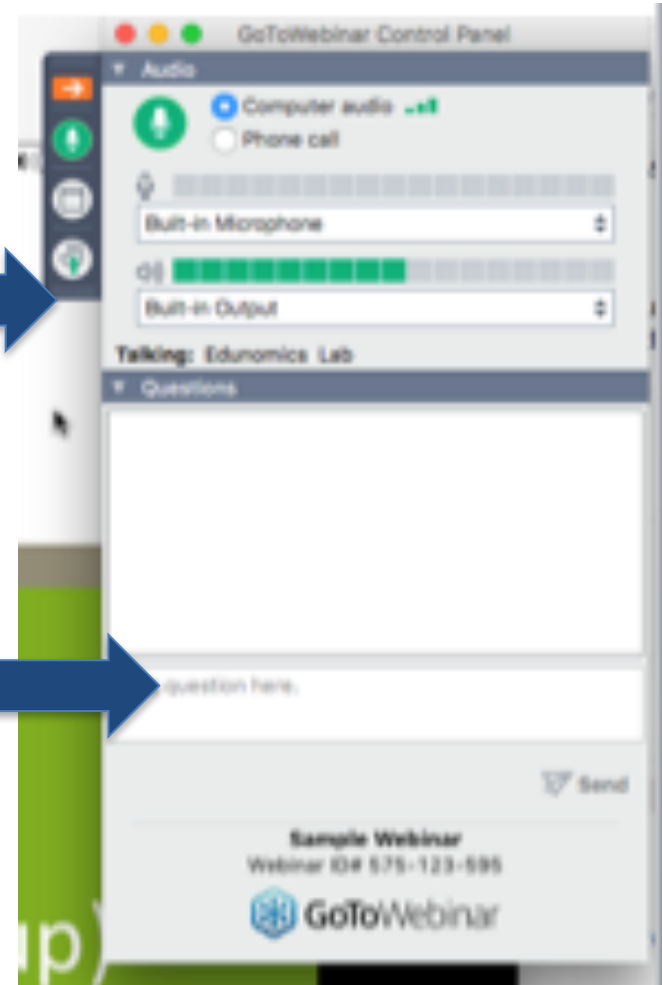 GoToWebinar Control Panel
Audio
Computer audio
Phone call
Built-in Microphone
Built-in Output
Talking: Edunomics Lab
Questions
question here.
Send
Sample Webinar
Webinar ID# 575-123-595
GoToWebinar
up)